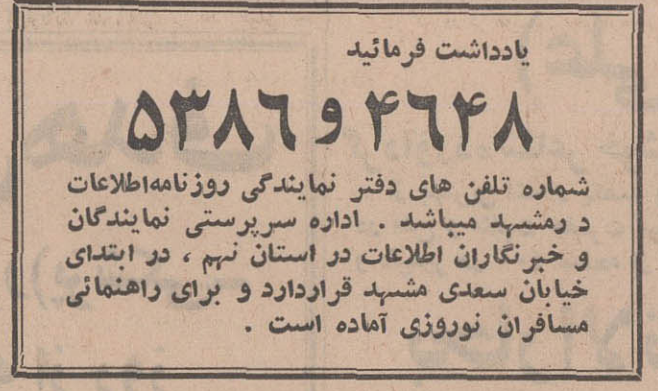 یادداشت فرمائید
۴۶۴۸ و ۵۳۸۶
شماره تلفن های دفتر نمایندگی روزنامه اطلاعات
درمشهد میباشد . اداره سرپرستی نمایندگان
و خبرنگاران اطلاعات در استان نهم ، در ابتدای
خیابان سعدی مشهد قراردارد و برای راهنمائی
مسافران نوروزی آماده است .